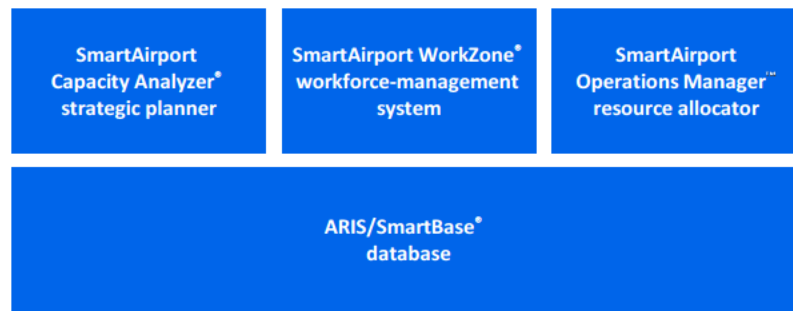 SmartAirport
Capacity Analyzer®
strategic planner
SmartAirport WorkZone®
workforce-management
system
SmartAirport
Operations Manager™
resource allocator
ARIS/SmartBase®
database